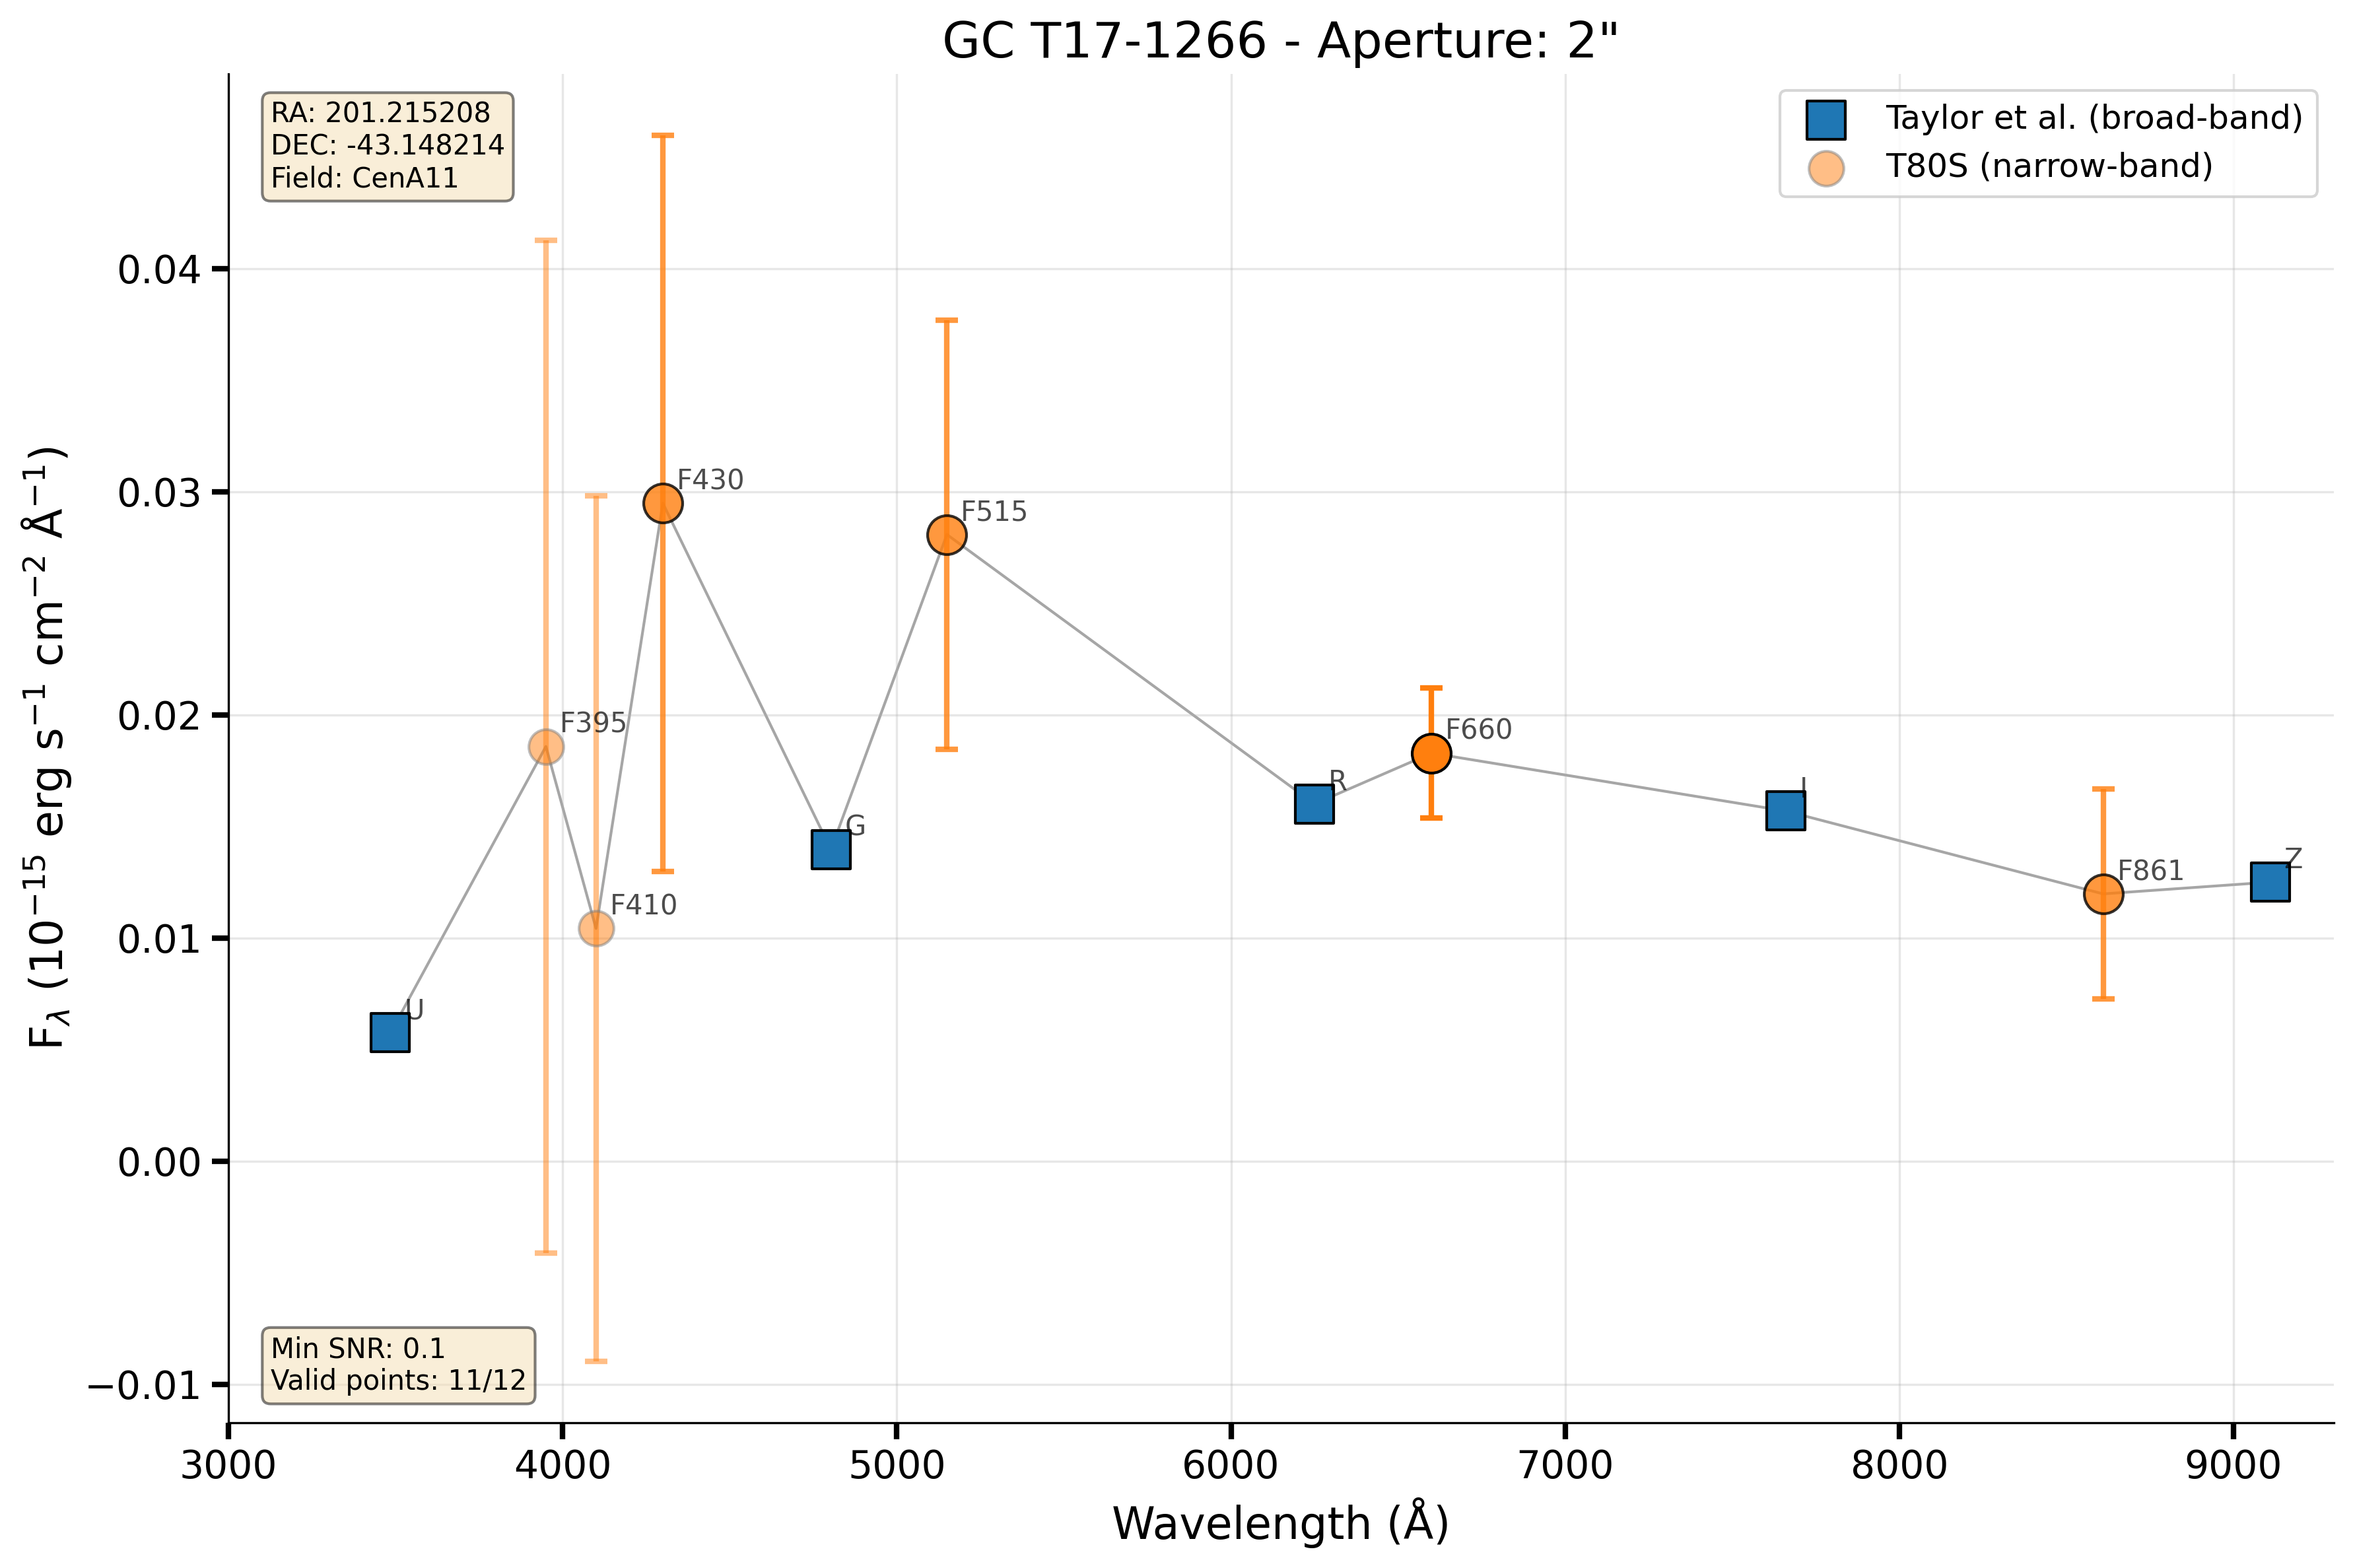 GC T17-1266 - Aperture: 2"
RA: 201.215208
DEC: -43.148214
Field: CenA11
Taylor et al. (broad-band)
T80S (narrow-band)
F_λ (10⁻¹⁵ erg s⁻¹ cm⁻² Å⁻¹)
0.04
0.03
0.02
0.01
0.00
−0.01
U
F395
F410
F430
G
F515
R
F660
I
F861
Z
Min SNR: 0.1
Valid points: 11/12
3000 4000 5000 6000 7000 8000 9000
Wavelength (Å)